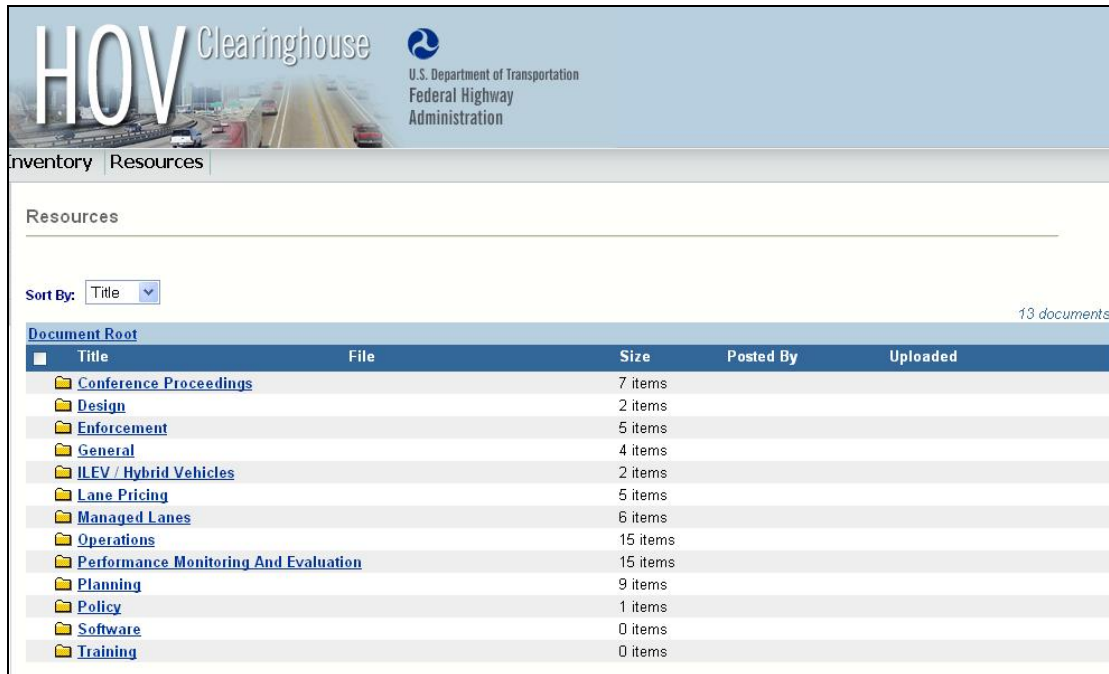 HOV Clearinghouse
U.S. Department of Transportation
Federal Highway
Administration
Inventory Resources
Resources
Sort By: Title
13 documents
Document Root
Title File Size Posted By Uploaded
Conference Proceedings 7 items
Design 2 items
Enforcement 5 items
General 4 items
ILEV / Hybrid Vehicles 2 items
Lane Pricing 5 items
Managed Lanes 6 items
Operations 15 items
Performance Monitoring And Evaluation 15 items
Planning 9 items
Policy 1 items
Software 0 items
Training 0 items